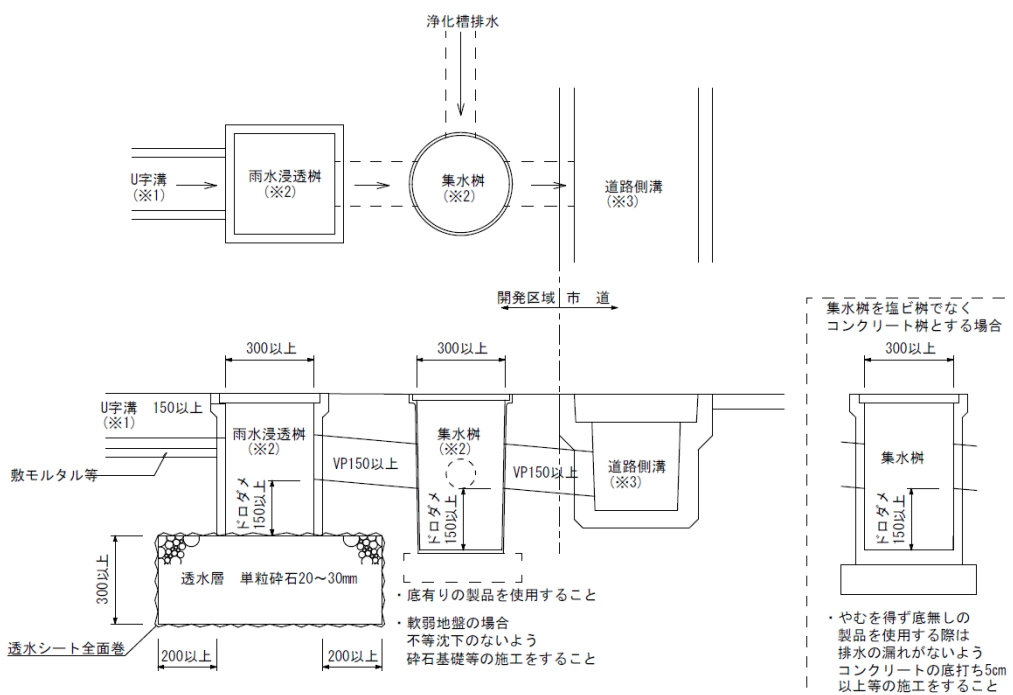 浄化槽排水
U字溝
(※1)
雨水浸透桝
(※2)
集水桝
(※2)
道路側溝
(※3)
開発区域 市 道
集水桝を塩ビ桝でなく
コンクリート桝とする場合
300以上
300以上
300以上
U字溝 150以上
(※1)
雨水浸透桝
(※2)
集水桝
(※2)
集水桝
敷モルタル等
VP150以上
VP150以上
道路側溝
(※3)
ドロダメ
150以上
ドロダメ
150以上
ドロダメ
150以上
300以上
透水層 単粒砕石20~30mm
透水シート全面巻
200以上
200以上
・底有りの製品を使用すること
・軟弱地盤の場合
不等沈下のないよう
砕石基礎等の施工をすること
・やむを得ず底無しの
製品を使用する際は
排水の漏れがないよう
コンクリートの底打ち5cm
以上等の施工をすること